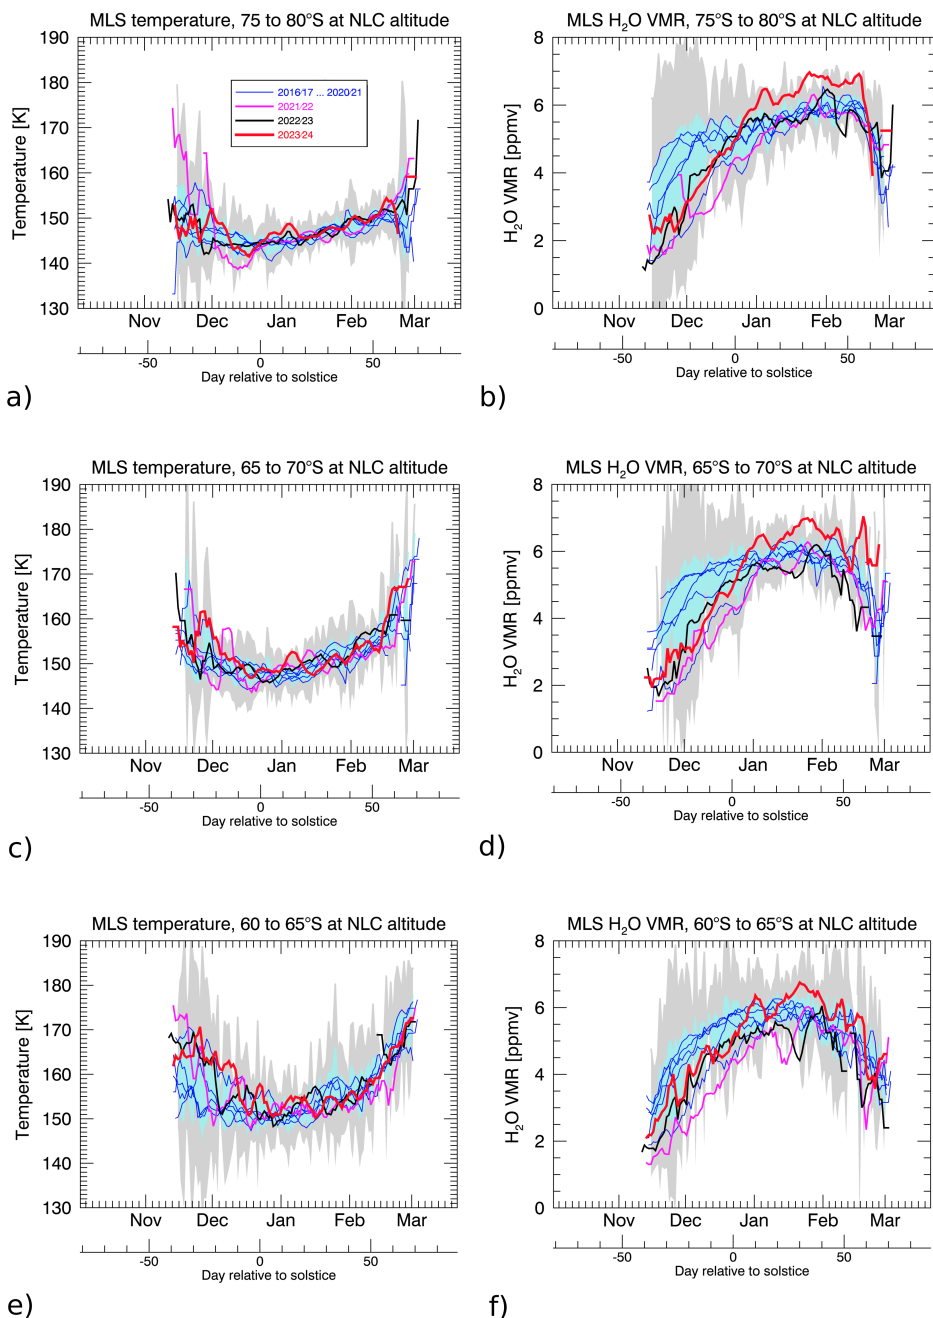 MLS temperature, 75 to 80°S at NLC altitude
190
180
170
160
150
140
130
Temperature [K]
2016/17 ... 2020/21
2021/22
2022/23
2023/24
Nov Dec Jan Feb Mar
-50 0 50
Day relative to solstice
a)
MLS H₂O VMR, 75°S to 80°S at NLC altitude
8
6
4
2
0
H₂O VMR [ppmv]
Nov Dec Jan Feb Mar
-50 0 50
Day relative to solstice
b)
MLS temperature, 65 to 70°S at NLC altitude
190
180
170
160
150
140
130
Temperature [K]
Nov Dec Jan Feb Mar
-50 0 50
Day relative to solstice
c)
MLS H₂O VMR, 65°S to 70°S at NLC altitude
8
6
4
2
0
H₂O VMR [ppmv]
Nov Dec Jan Feb Mar
-50 0 50
Day relative to solstice
d)
MLS temperature, 60 to 65°S at NLC altitude
190
180
170
160
150
140
130
Temperature [K]
Nov Dec Jan Feb Mar
-50 0 50
Day relative to solstice
e)
MLS H₂O VMR, 60°S to 65°S at NLC altitude
8
6
4
2
0
H₂O VMR [ppmv]
Nov Dec Jan Feb Mar
-50 0 50
Day relative to solstice
f)